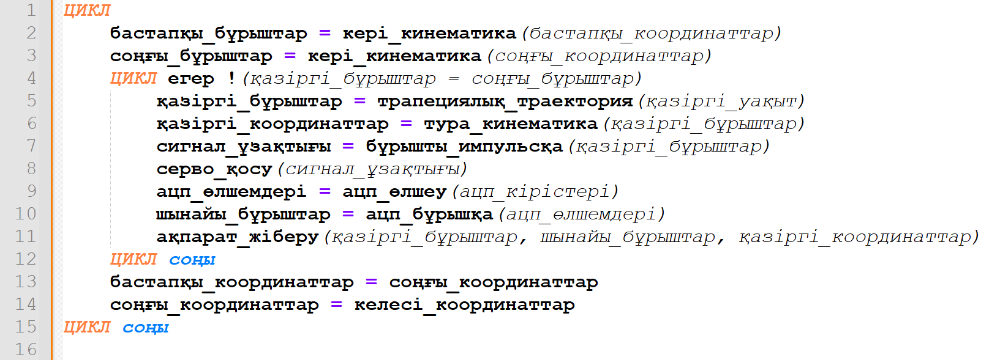 1 ЦИКЛ
2 бастапқы_бұрыштар = кері_кинематика(бастапқы_координаттар)
3 соңғы_бұрыштар = кері_кинематика(соңғы_координаттар)
4 ЦИКЛ егер !(қазіргі_бұрыштар = соңғы_бұрыштар)
5 қазіргі_бұрыштар = трапециялық_траектория(қазіргі_уақыт)
6 қазіргі_координаттар = тура_кинематика(қазіргі_бұрыштар)
7 сигнал_ұзақтығы = бұрышты_импульсқа(қазіргі_бұрыштар)
8 серво_қосу(сигнал_ұзақтығы)
9 ацп_өлшемдері = ацп_өлшеу(ацп_кірістері)
10 шынайы_бұрыштар = ацп_бұрышқа(ацп_өлшемдері)
11 ақпарат_жіберу(қазіргі_бұрыштар, шынайы_бұрыштар, қазіргі_координаттар)
12 ЦИКЛ соңы
13 бастапқы_координаттар = соңғы_координаттар
14 соңғы_координаттар = келесі_координаттар
15 ЦИКЛ соңы
16